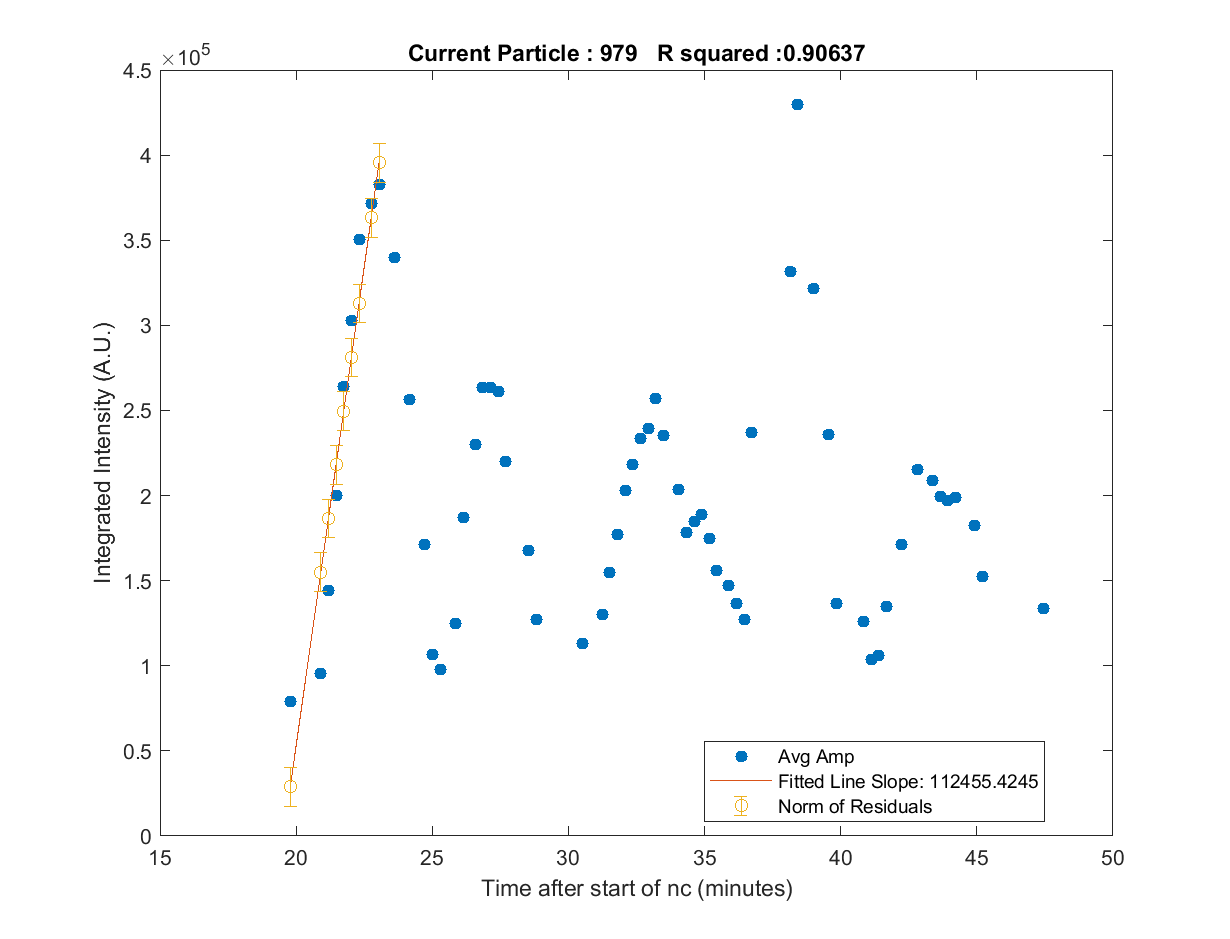 Current Particle : 979   R squared :0.90637
×10^5
4.5
4
3.5
3
2.5
2
1.5
1
0.5
0
Integrated Intensity (A.U.)
15 20 25 30 35 40 45 50
Time after start of nc (minutes)
Avg Amp
Fitted Line Slope: 112455.4245
Norm of Residuals